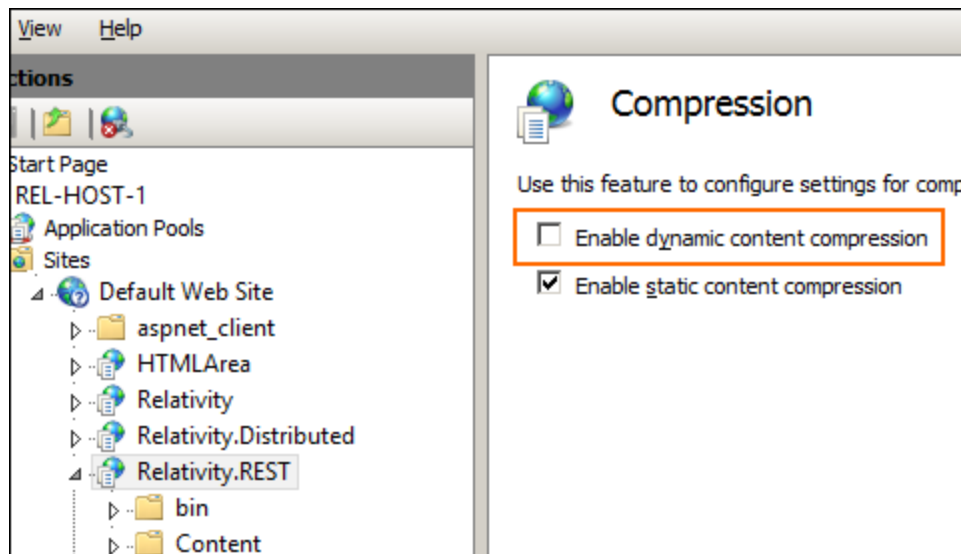 View Help
ctions
Start Page
REL-HOST-1
Application Pools
Sites
Default Web Site
aspnet_client
HTMLArea
Relativity
Relativity.Distributed
Relativity.REST
bin
Content
Compression
Use this feature to configure settings for comp
Enable dynamic content compression
Enable static content compression